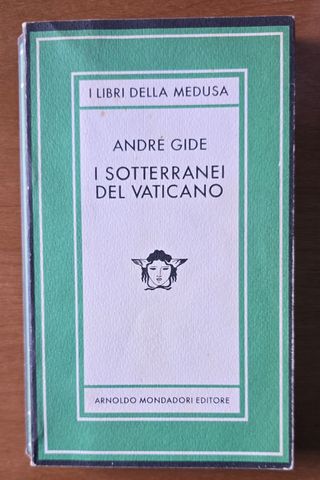 I LIBRI DELLA MEDUSA
ANDRÉ GIDE
I SOTTERRANEI
DEL VATICANO
ARNOLDO MONDADORI EDITORE